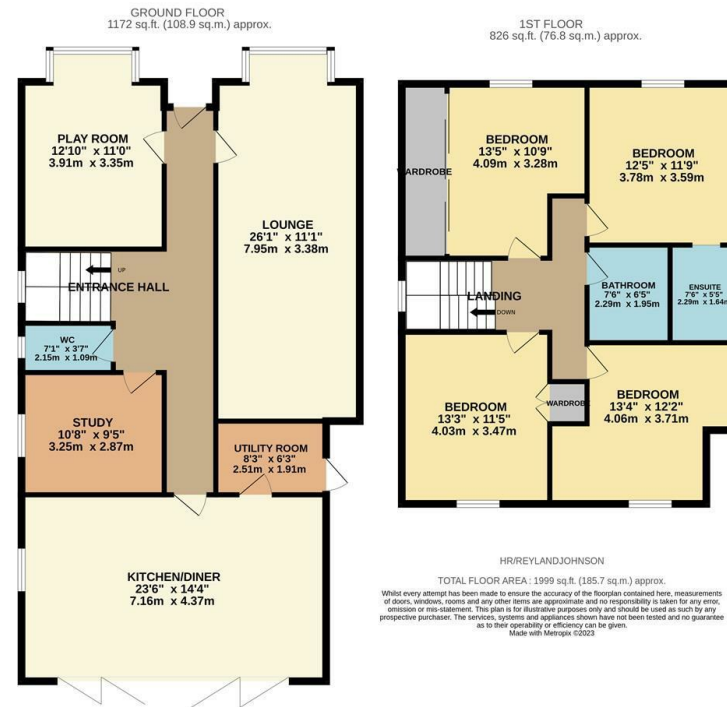 GROUND FLOOR
1172 sq.ft. (108.9 sq.m.) approx.
PLAY ROOM
12'10" x 11'0"
3.91m x 3.35m
LOUNGE
26'1" x 11'1"
7.95m x 3.38m
UP
ENTRANCE HALL
WC
7'1" x 3'7"
2.15m x 1.09m
STUDY
10'8" x 9'5"
3.25m x 2.87m
UTILITY ROOM
8'3" x 6'3"
2.51m x 1.91m
KITCHEN/DINER
23'6" x 14'4"
7.16m x 4.37m
1ST FLOOR
826 sq.ft. (76.8 sq.m.) approx.
WARDROBE
BEDROOM
13'5" x 10'9"
4.09m x 3.28m
BEDROOM
12'5" x 11'9"
3.78m x 3.59m
BATHROOM
7'6" x 6'5"
2.29m x 1.95m
ENSUITE
7'6" x 5'5"
2.29m x 1.64m
LANDING
DOWN
BEDROOM
13'3" x 11'5"
4.03m x 3.47m
WARDROBE
BEDROOM
13'4" x 12'2"
4.06m x 3.71m
HR/REYLANDJOHNSON
TOTAL FLOOR AREA : 1999 sq.ft. (185.7 sq.m.) approx.
Whilst every attempt has been made to ensure the accuracy of the floorplan contained here, measurements
of doors, windows, rooms and any other items are approximate and no responsibility is taken for any error,
omission or mis-statement. This plan is for illustrative purposes only and should be used as such by any
prospective purchaser. The services, systems and appliances shown have not been tested and no guarantee
as to their operability or efficiency can be given.
Made with Metropix ©2023